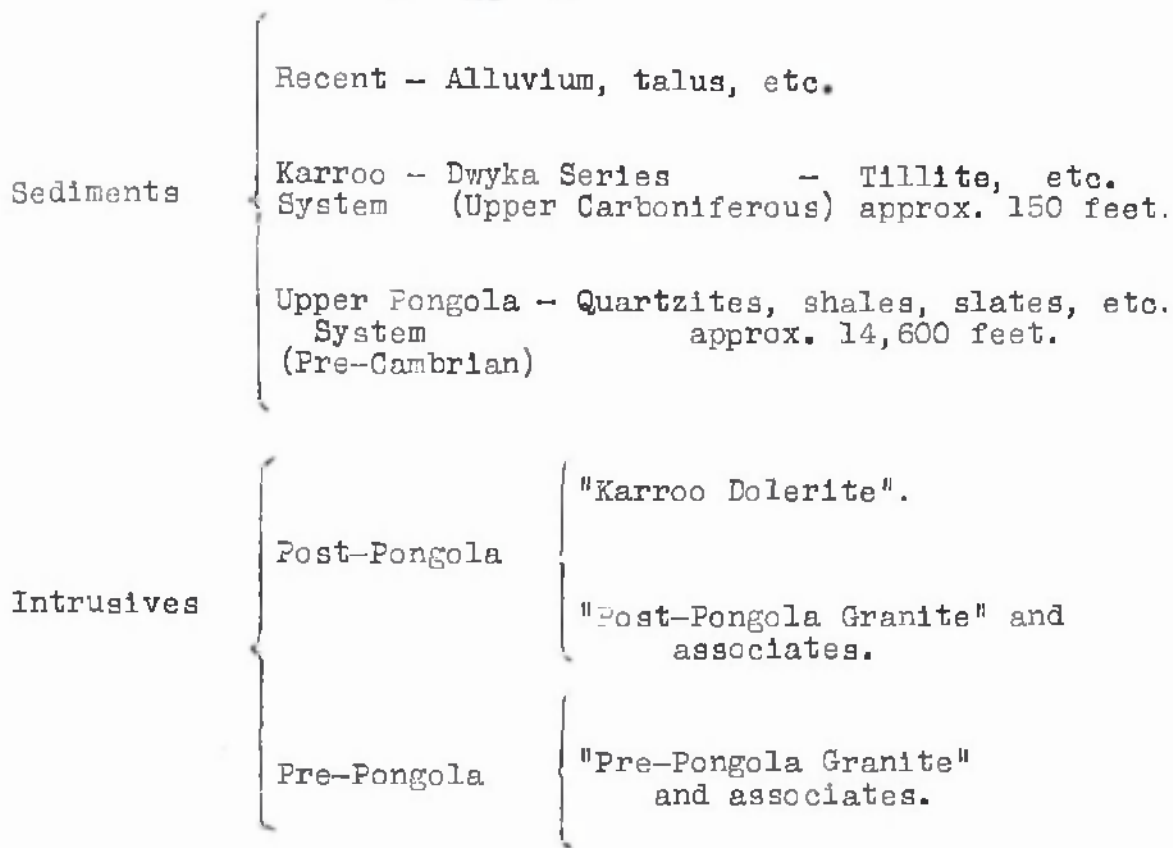 Recent – Alluvium, talus, etc.
Sediments
Karroo – Dwyka Series – Tillite, etc.
System (Upper Carboniferous) approx. 150 feet.
Upper Pongola – Quartzites, shales, slates, etc.
System approx. 14,600 feet.
(Pre-Cambrian)
"Karroo Dolerite".
Post-Pongola
Intrusives
"Post-Pongola Granite" and
associates.
Pre-Pongola
"Pre-Pongola Granite"
and associates.